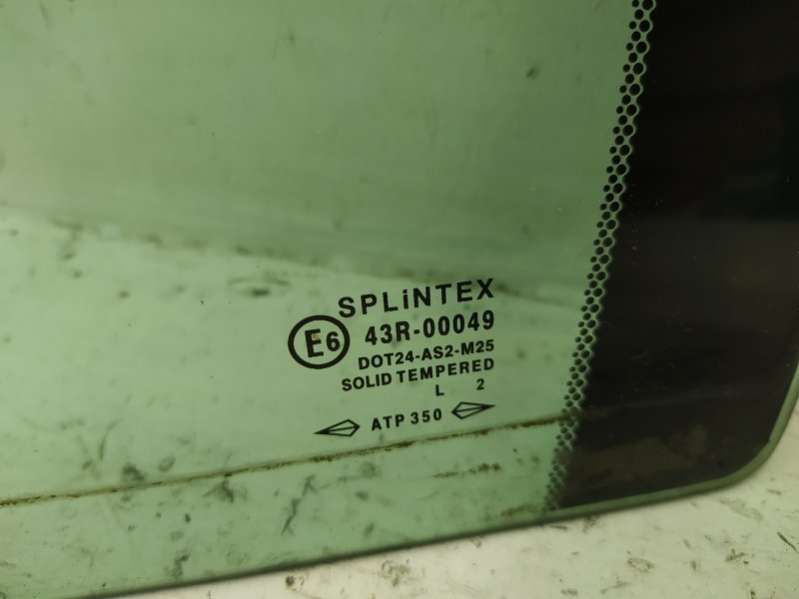 SPLiNTEX
E6 43R-00049
DOT24-AS2-M25
SOLID TEMPERED
L 2
ATP 350